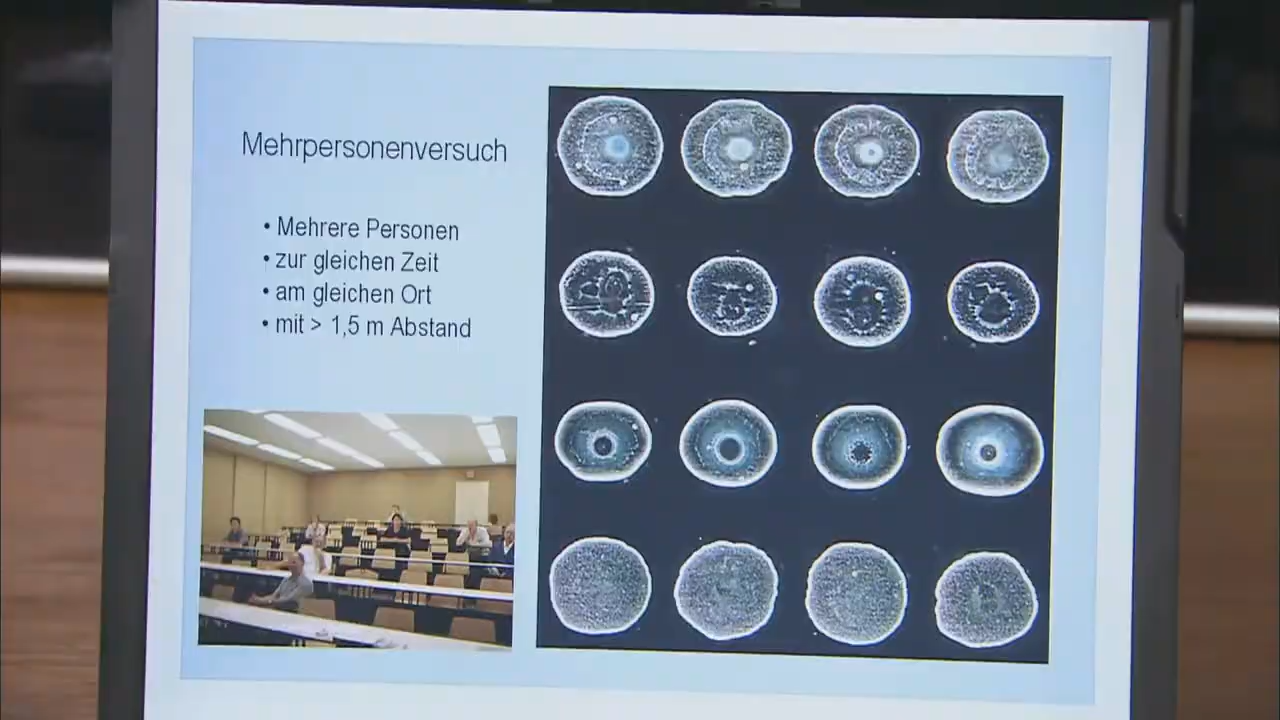 Mehrpersonenversuch
• Mehrere Personen
• zur gleichen Zeit
• am gleichen Ort
• mit > 1,5 m Abstand